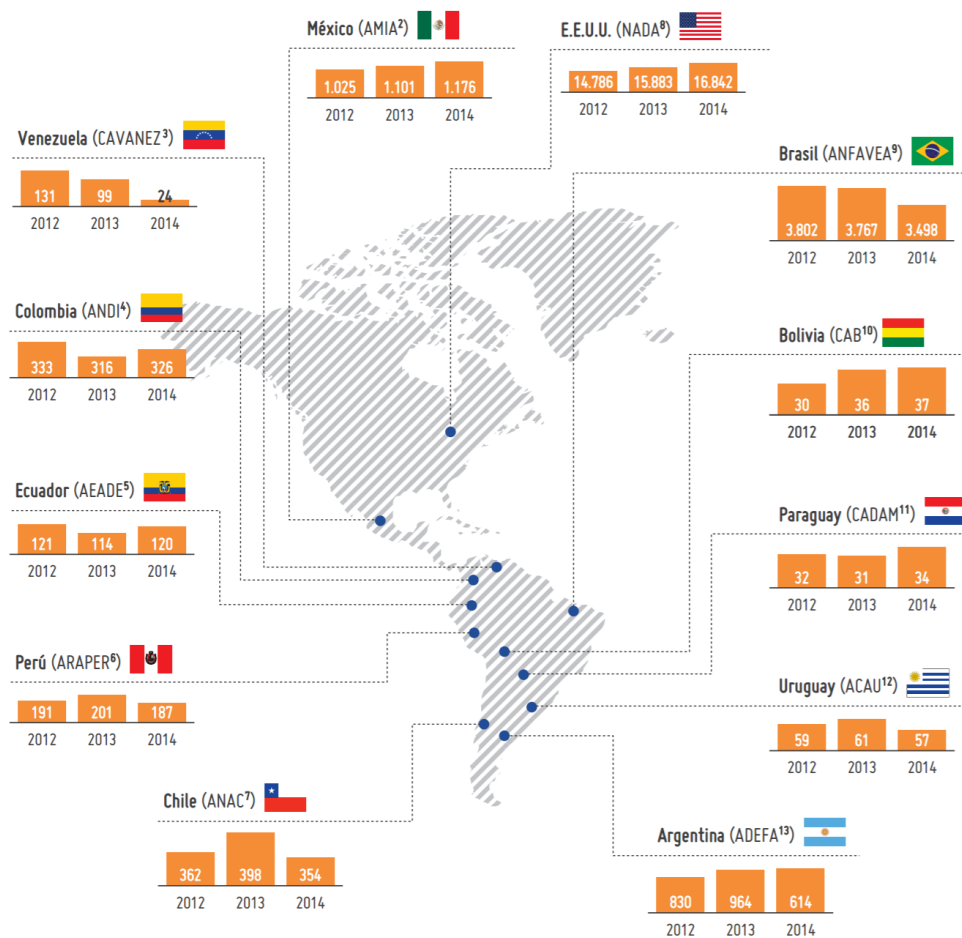 México (AMIA²)
1.025 1.101 1.176
2012 2013 2014
E.E.U.U. (NADA⁸)
14.786 15.883 16.842
2012 2013 2014
Venezuela (CAVANEZ³)
131 99 24
2012 2013 2014
Brasil (ANFAVEA⁹)
3.802 3.767 3.498
2012 2013 2014
Colombia (ANDI⁴)
333 316 326
2012 2013 2014
Bolivia (CAB¹⁰)
30 36 37
2012 2013 2014
Ecuador (AEADE⁵)
121 114 120
2012 2013 2014
Paraguay (CADAM¹¹)
32 31 34
2012 2013 2014
Perú (ARAPER⁶)
191 201 187
2012 2013 2014
Uruguay (ACAU¹²)
59 61 57
2012 2013 2014
Chile (ANAC⁷)
362 398 354
2012 2013 2014
Argentina (ADEFA¹³)
830 964 614
2012 2013 2014